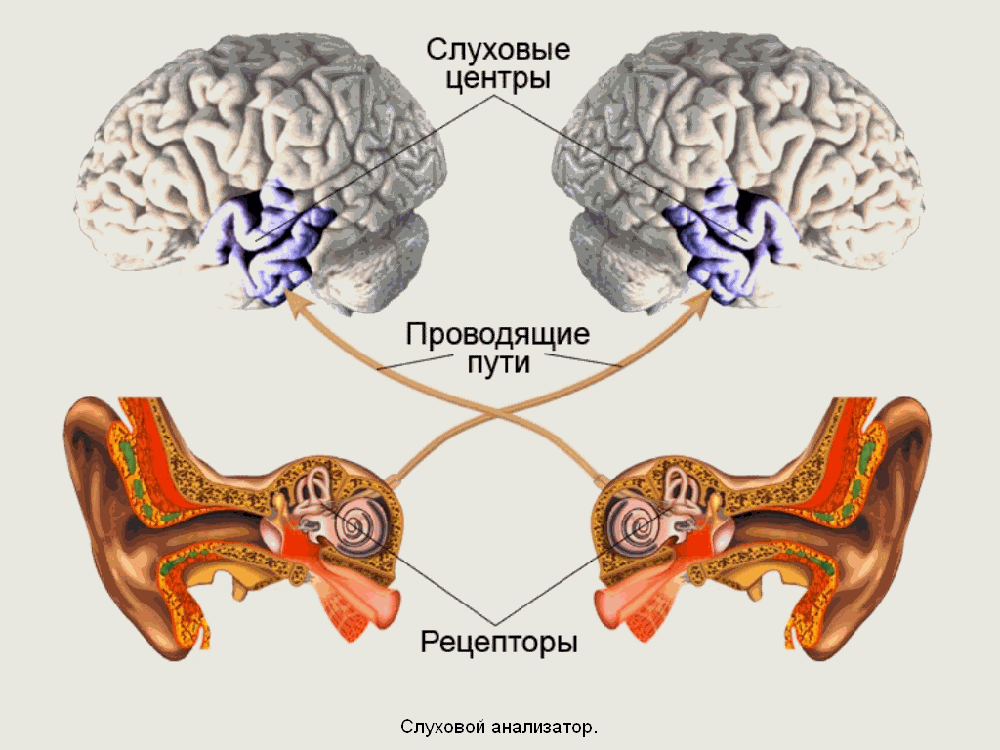 Слуховые
центры
Проводящие
пути
Рецепторы
Слуховой анализатор.